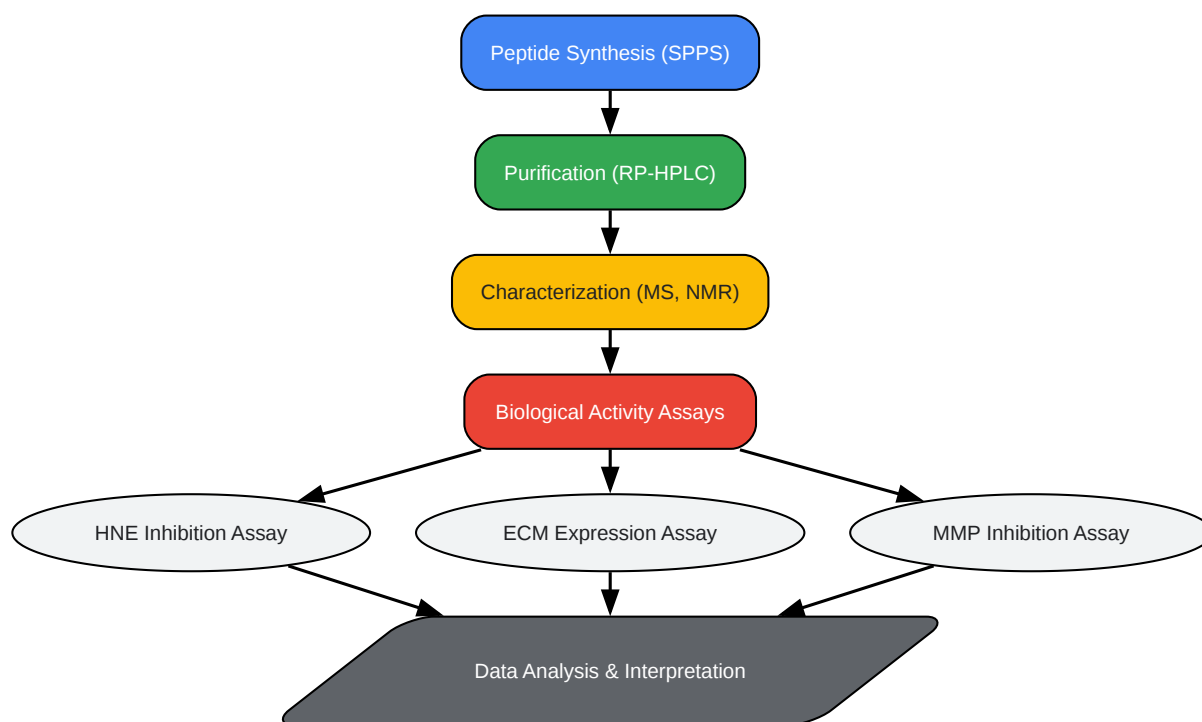 Peptide Synthesis (SPPS)
Purification (RP-HPLC)
Characterization (MS, NMR)
Biological Activity Assays
HNE Inhibition Assay
ECM Expression Assay
MMP Inhibition Assay
Data Analysis & Interpretation